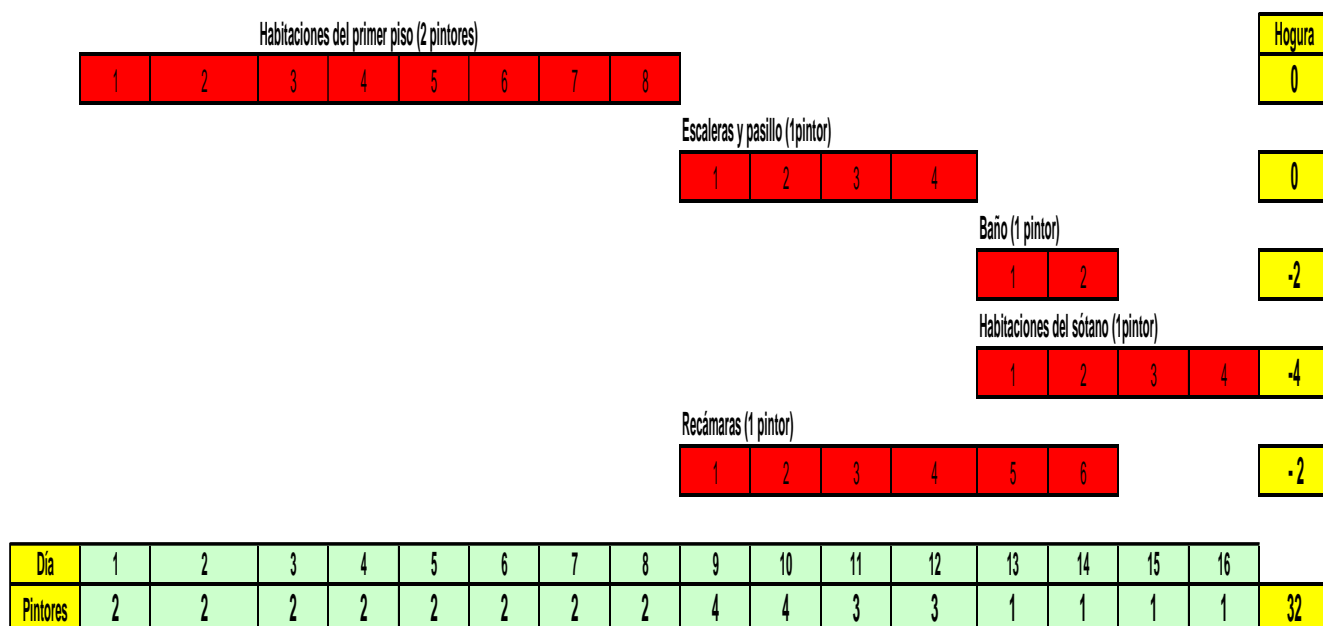 Habitaciones del primer piso (2 pintores) Hogura
1 2 3 4 5 6 7 8 0
Escaleras y pasillo (1pintor)
1 2 3 4 0
Baño (1 pintor)
1 2 -2
Habitaciones del sótano (1pintor)
1 2 3 4 -4
Recámaras (1 pintor)
1 2 3 4 5 6 - 2
Día 1 2 3 4 5 6 7 8 9 10 11 12 13 14 15 16
Pintores 2 2 2 2 2 2 2 2 4 4 3 3 1 1 1 1 32